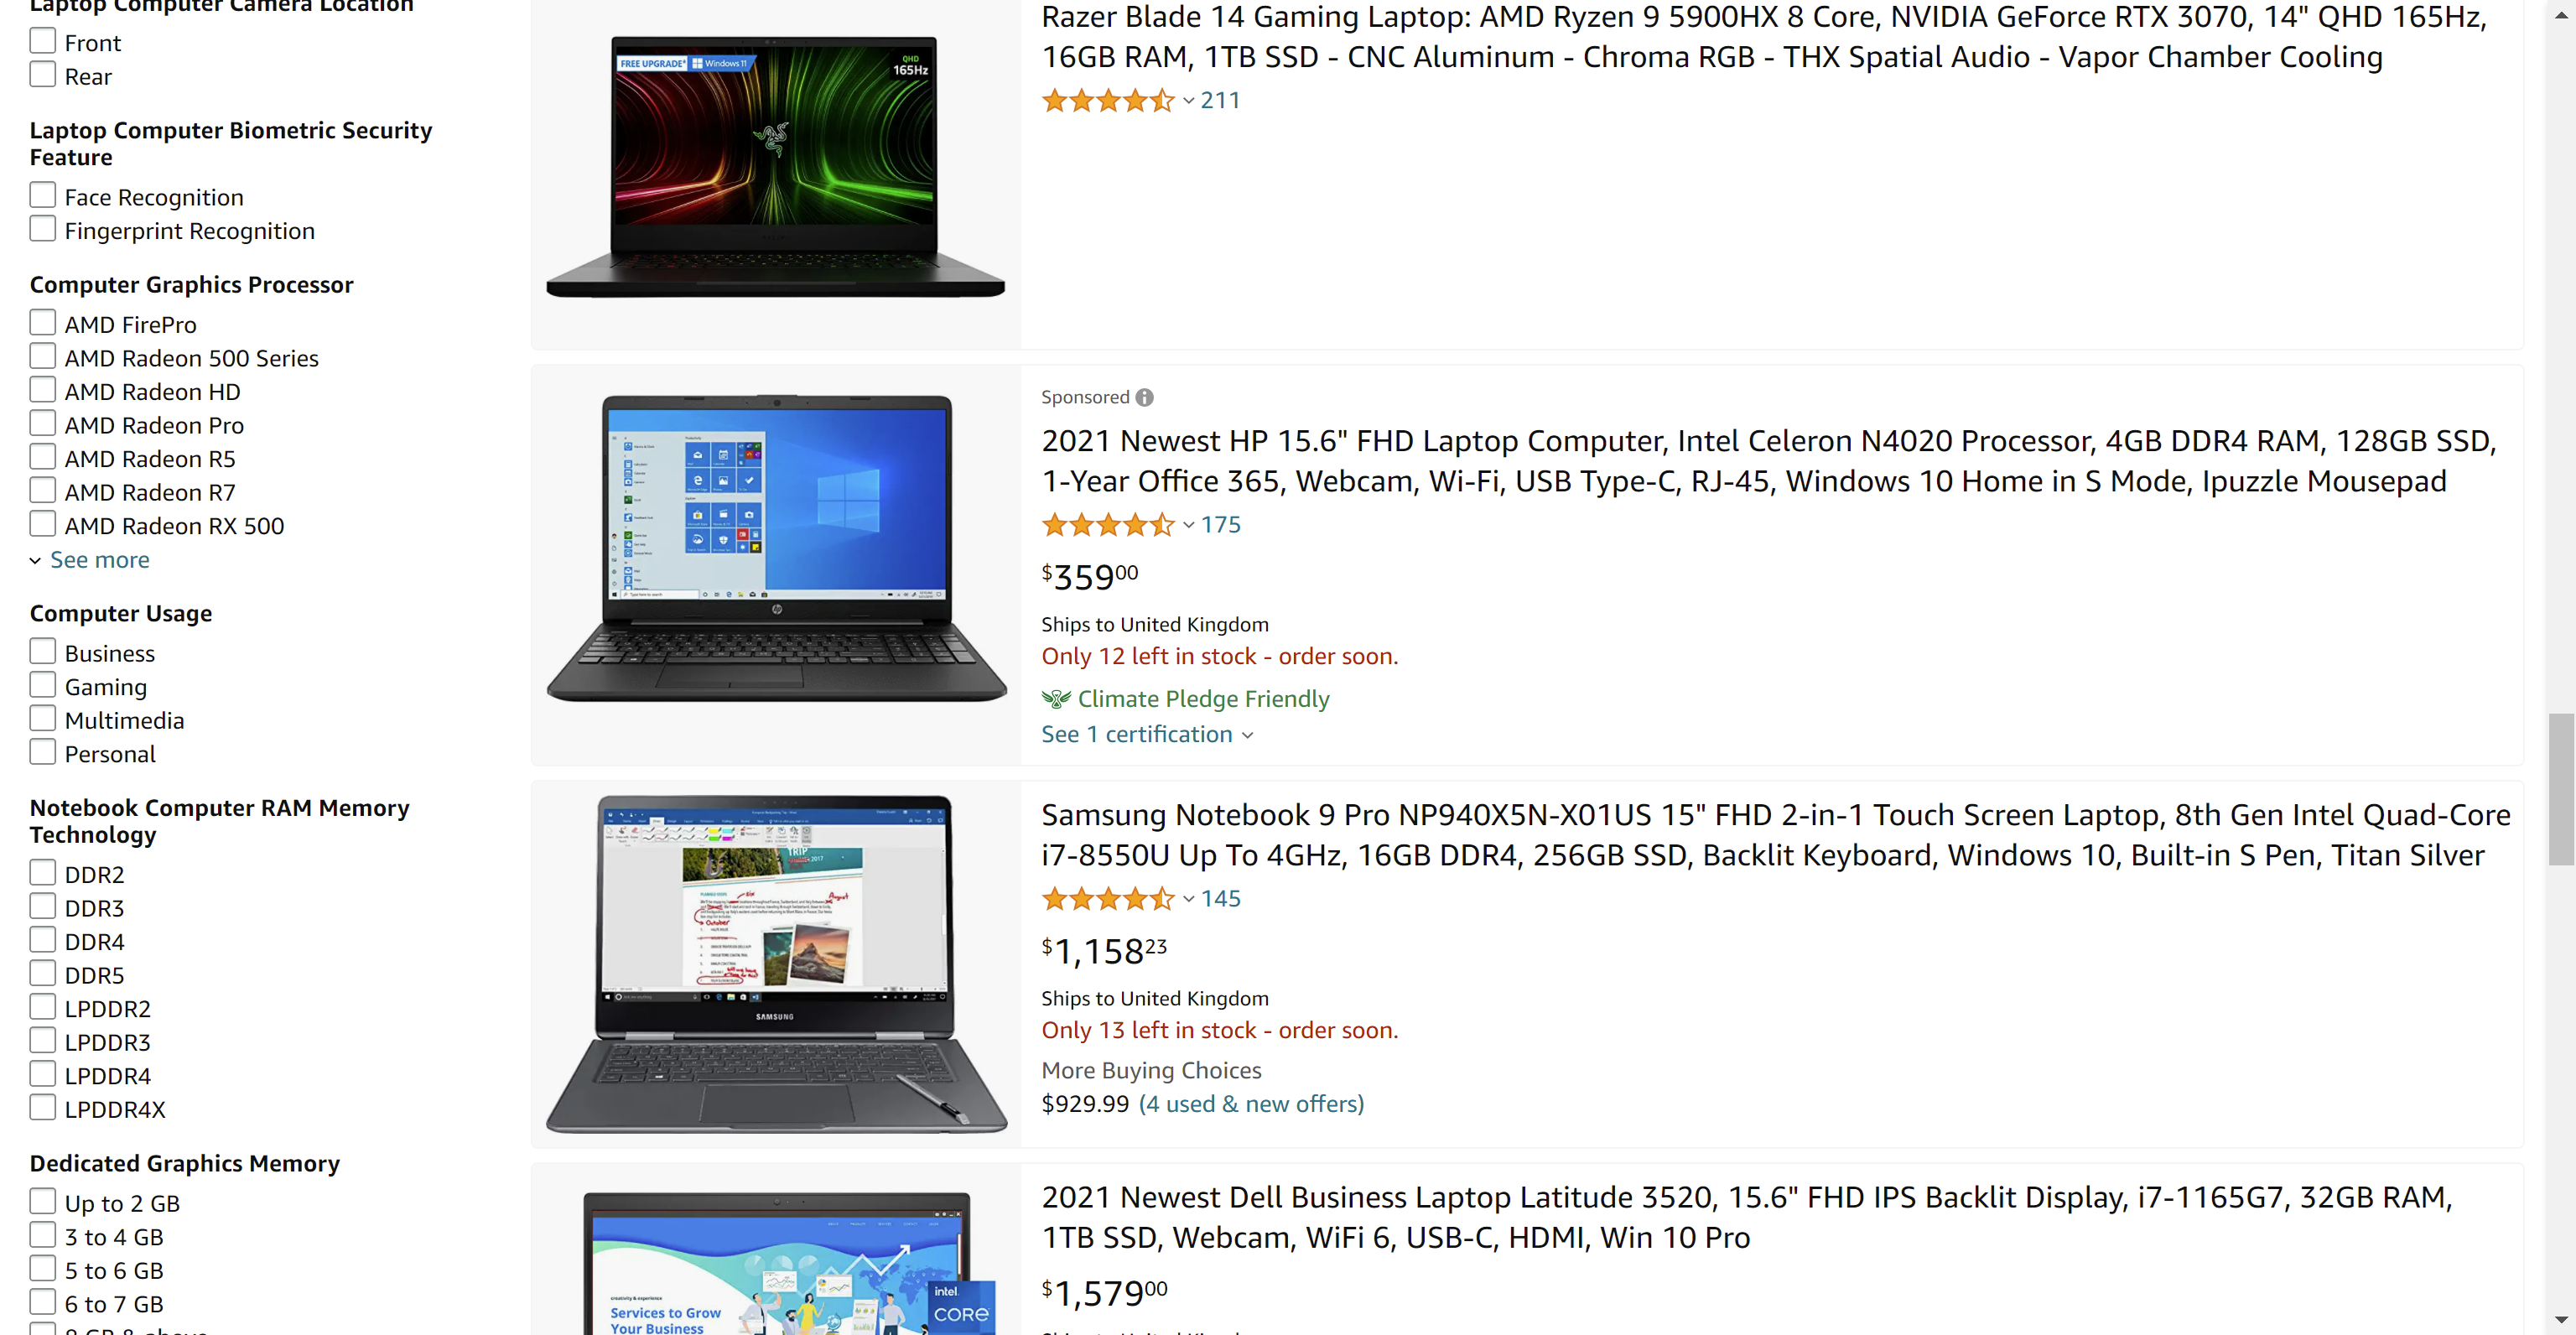 Laptop Computer Camera Location
Front
Rear
Laptop Computer Biometric Security
Feature
Face Recognition
Fingerprint Recognition
Computer Graphics Processor
AMD FirePro
AMD Radeon 500 Series
AMD Radeon HD
AMD Radeon Pro
AMD Radeon R5
AMD Radeon R7
AMD Radeon RX 500
See more
Computer Usage
Business
Gaming
Multimedia
Personal
Notebook Computer RAM Memory
Technology
DDR2
DDR3
DDR4
DDR5
LPDDR2
LPDDR3
LPDDR4
LPDDR4X
Dedicated Graphics Memory
Up to 2 GB
3 to 4 GB
5 to 6 GB
6 to 7 GB
8 GB & above
FREE UPGRADE* Windows 11
QHD
165Hz
Razer Blade 14 Gaming Laptop: AMD Ryzen 9 5900HX 8 Core, NVIDIA GeForce RTX 3070, 14" QHD 165Hz,
16GB RAM, 1TB SSD - CNC Aluminum - Chroma RGB - THX Spatial Audio - Vapor Chamber Cooling
211
hp
Sponsored
2021 Newest HP 15.6" FHD Laptop Computer, Intel Celeron N4020 Processor, 4GB DDR4 RAM, 128GB SSD,
1-Year Office 365, Webcam, Wi-Fi, USB Type-C, RJ-45, Windows 10 Home in S Mode, Ipuzzle Mousepad
175
$35900
Ships to United Kingdom
Only 12 left in stock - order soon.
Climate Pledge Friendly
See 1 certification
TRIP
2017
six
August
October
SAMSUNG
Samsung Notebook 9 Pro NP940X5N-X01US 15" FHD 2-in-1 Touch Screen Laptop, 8th Gen Intel Quad-Core
i7-8550U Up To 4GHz, 16GB DDR4, 256GB SSD, Backlit Keyboard, Windows 10, Built-in S Pen, Titan Silver
145
$1,15823
Ships to United Kingdom
Only 13 left in stock - order soon.
More Buying Choices
$929.99 (4 used & new offers)
creativity & experience
Services to Grow
Your Business
intel
CORE
2021 Newest Dell Business Laptop Latitude 3520, 15.6" FHD IPS Backlit Display, i7-1165G7, 32GB RAM,
1TB SSD, Webcam, WiFi 6, USB-C, HDMI, Win 10 Pro
$1,57900